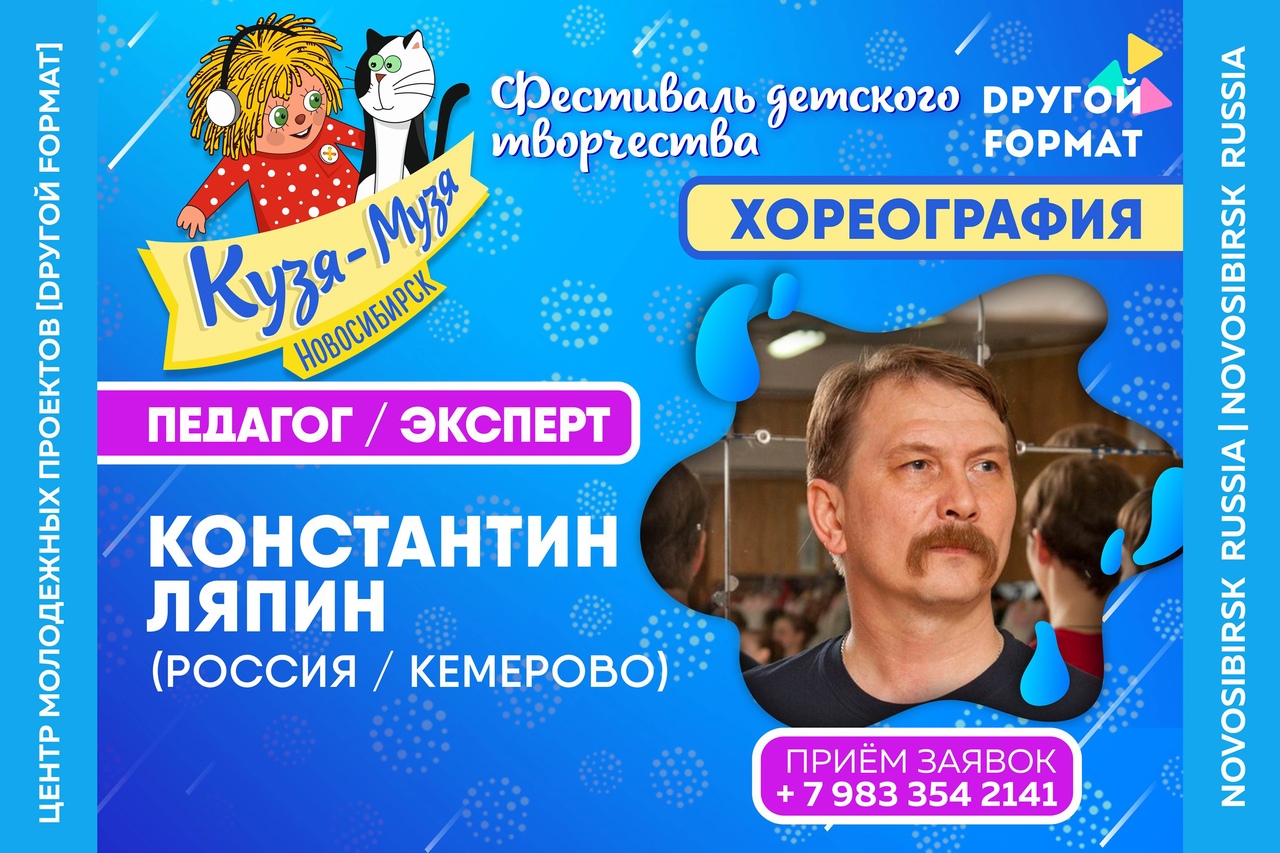 ЦЕНТР МОЛОДЕЖНЫХ ПРОЕКТОВ [DРУГОЙ FОРМАТ]
Кузя-Музя
НОВОСИБИРСК
Фестиваль детского
творчества
DРУГОЙ
FОРМАТ
ХОРЕОГРАФИЯ
ПЕДАГОГ / ЭКСПЕРТ
КОНСТАНТИН
ЛЯПИН
(РОССИЯ / КЕМЕРОВО)
ПРИЁМ ЗАЯВОК
+ 7 983 354 2141
NOVOSIBIRSK RUSSIA | NOVOSIBIRSK RUSSIA